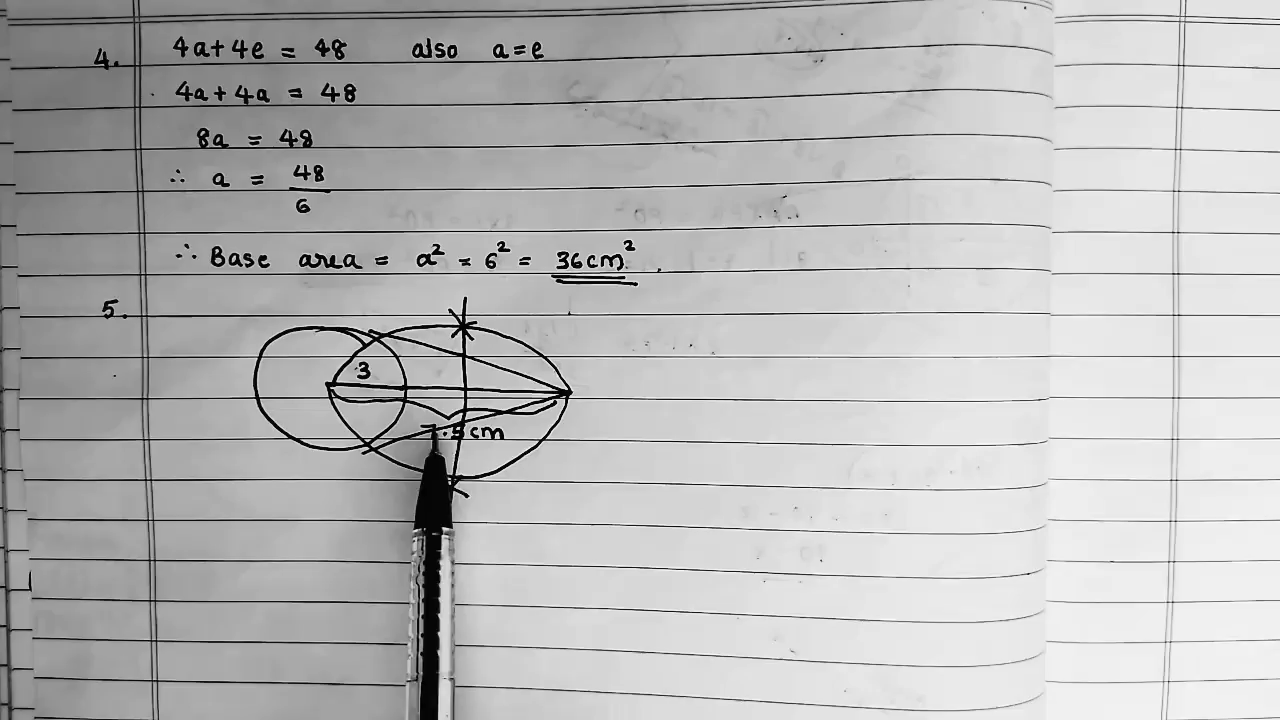 4. 4a + 4e = 48 also a = e
4a + 4a = 48
8a = 48
∴ a = 48/6
∴ Base area = a² = 6² = 36cm².
5.
3
7.5cm